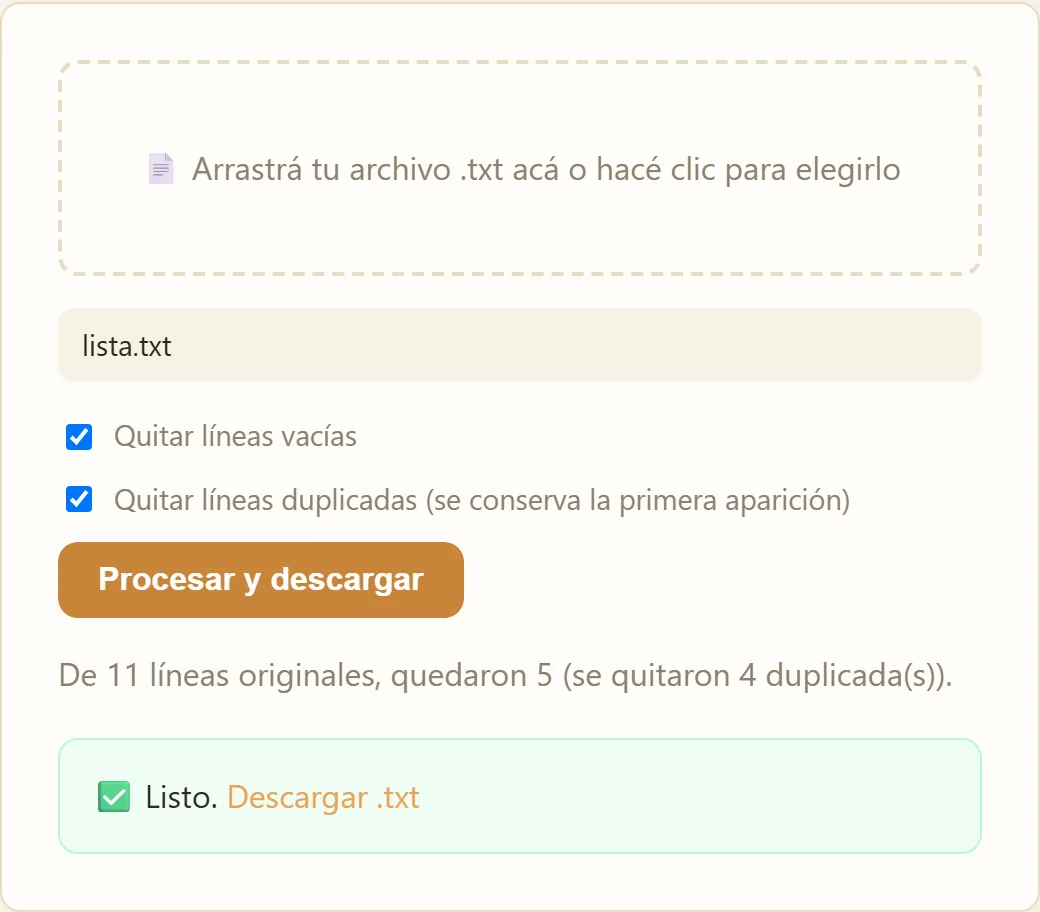 Arrastrá tu archivo .txt acá o hacé clic para elegirlo
lista.txt
Quitar líneas vacías
Quitar líneas duplicadas (se conserva la primera aparición)
Procesar y descargar
De 11 líneas originales, quedaron 5 (se quitaron 4 duplicada(s)).
Listo. Descargar .txt